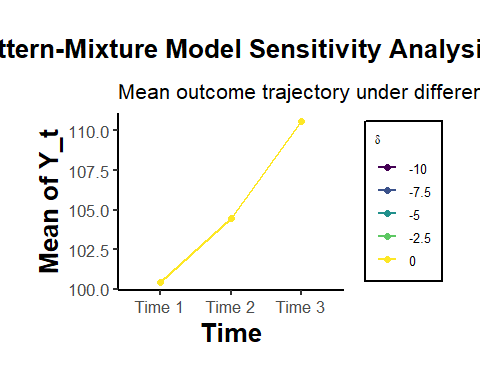 ttern-Mixture Model Sensitivity Analysi
Mean outcome trajectory under differer
Mean of Y_t
110.0
107.5
105.0
102.5
100.0
Time 1 Time 2 Time 3
Time
δ
-10
-7.5
-5
-2.5
0